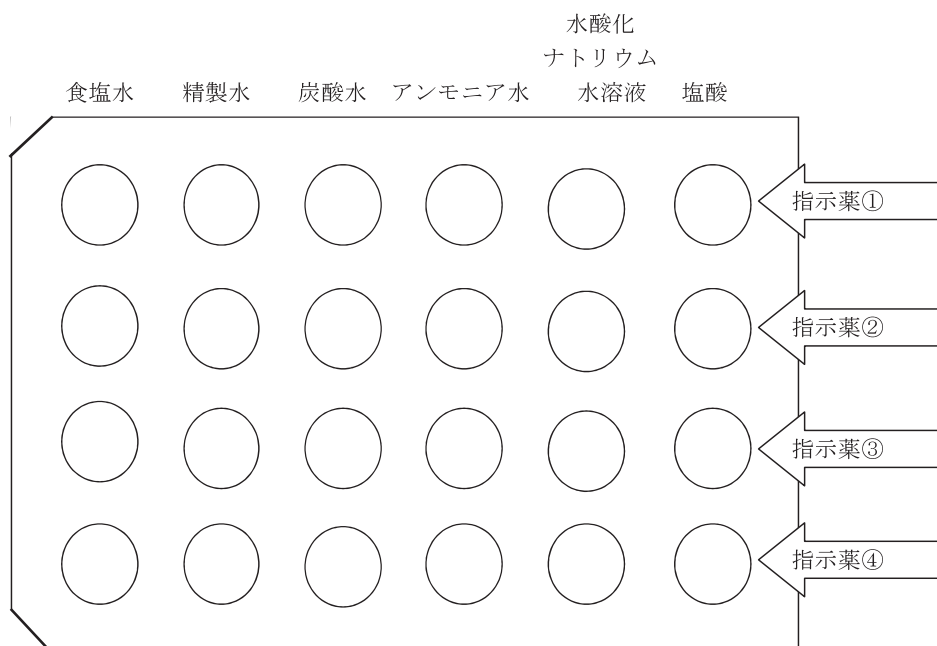 水酸化
ナトリウム
食塩水 精製水 炭酸水 アンモニア水 水溶液 塩酸
指示薬①
指示薬②
指示薬③
指示薬④